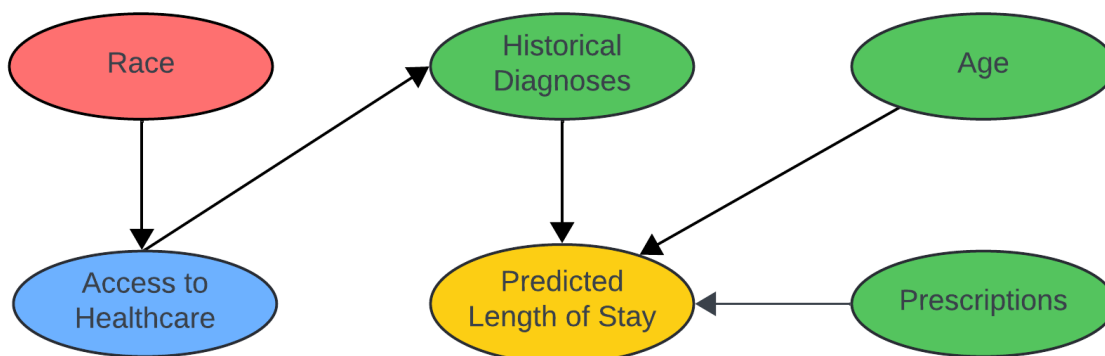 Race
Historical
Diagnoses
Age
Access to
Healthcare
Predicted
Length of Stay
Prescriptions